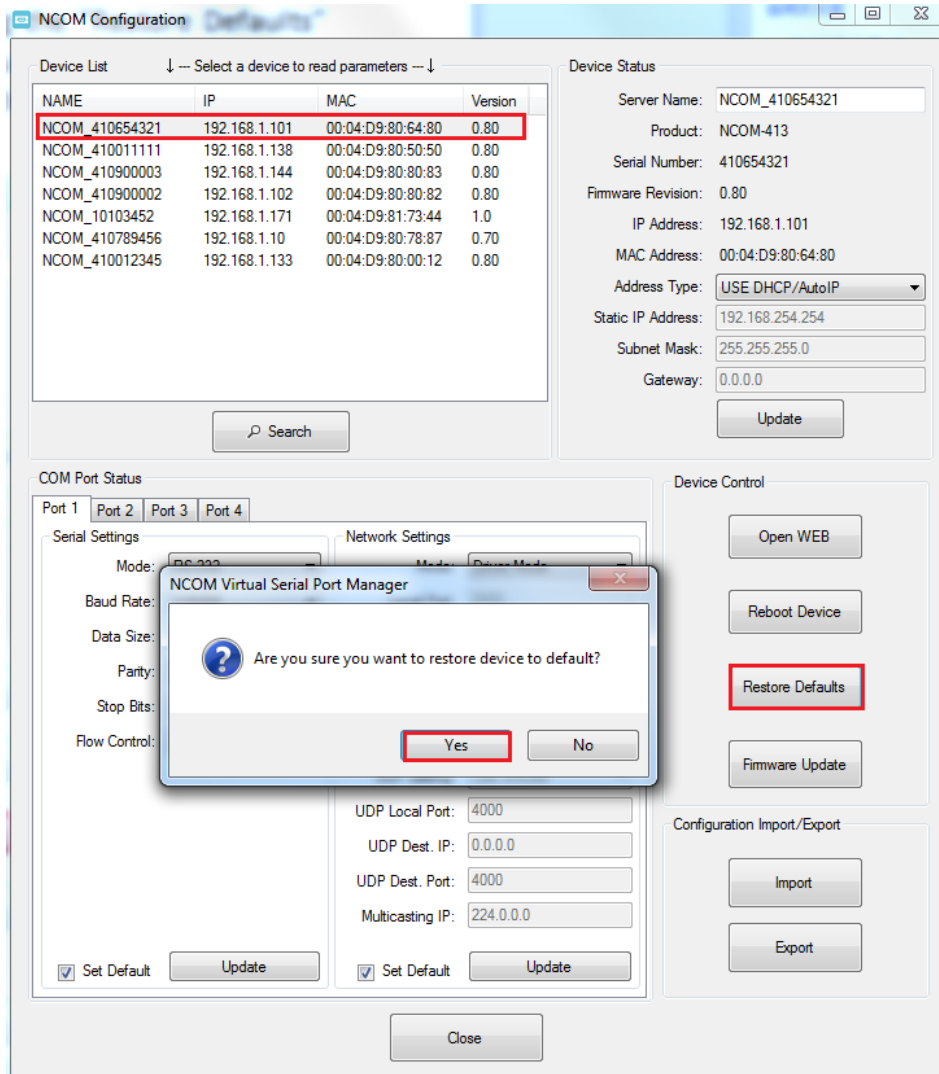 NCOM Configuration
Device List ↓ --- Select a device to read parameters --- ↓
NAME IP MAC Version
NCOM_410654321 192.168.1.101 00:04:D9:80:64:80 0.80
NCOM_410011111 192.168.1.138 00:04:D9:80:50:50 0.80
NCOM_410900003 192.168.1.144 00:04:D9:80:80:83 0.80
NCOM_410900002 192.168.1.102 00:04:D9:80:80:82 0.80
NCOM_10103452 192.168.1.171 00:04:D9:81:73:44 1.0
NCOM_410789456 192.168.1.10 00:04:D9:80:78:87 0.70
NCOM_410012345 192.168.1.133 00:04:D9:80:00:12 0.80
Search
Device Status
Server Name: NCOM_410654321
Product: NCOM-413
Serial Number: 410654321
Firmware Revision: 0.80
IP Address: 192.168.1.101
MAC Address: 00:04:D9:80:64:80
Address Type: USE DHCP/AutoIP
Static IP Address: 192.168.254.254
Subnet Mask: 255.255.255.0
Gateway: 0.0.0.0
Update
COM Port Status
Port 1 Port 2 Port 3 Port 4
Serial Settings
Mode: RS-232
Baud Rate:
Data Size:
Parity:
Stop Bits:
Flow Control:
Set Default Update
Network Settings
Mode: Driver Mode
UDP Local Port: 4000
UDP Dest. IP: 0.0.0.0
UDP Dest. Port: 4000
Multicasting IP: 224.0.0.0
Set Default Update
NCOM Virtual Serial Port Manager
Are you sure you want to restore device to default?
Yes No
Device Control
Open WEB
Reboot Device
Restore Defaults
Firmware Update
Configuration Import/Export
Import
Export
Close